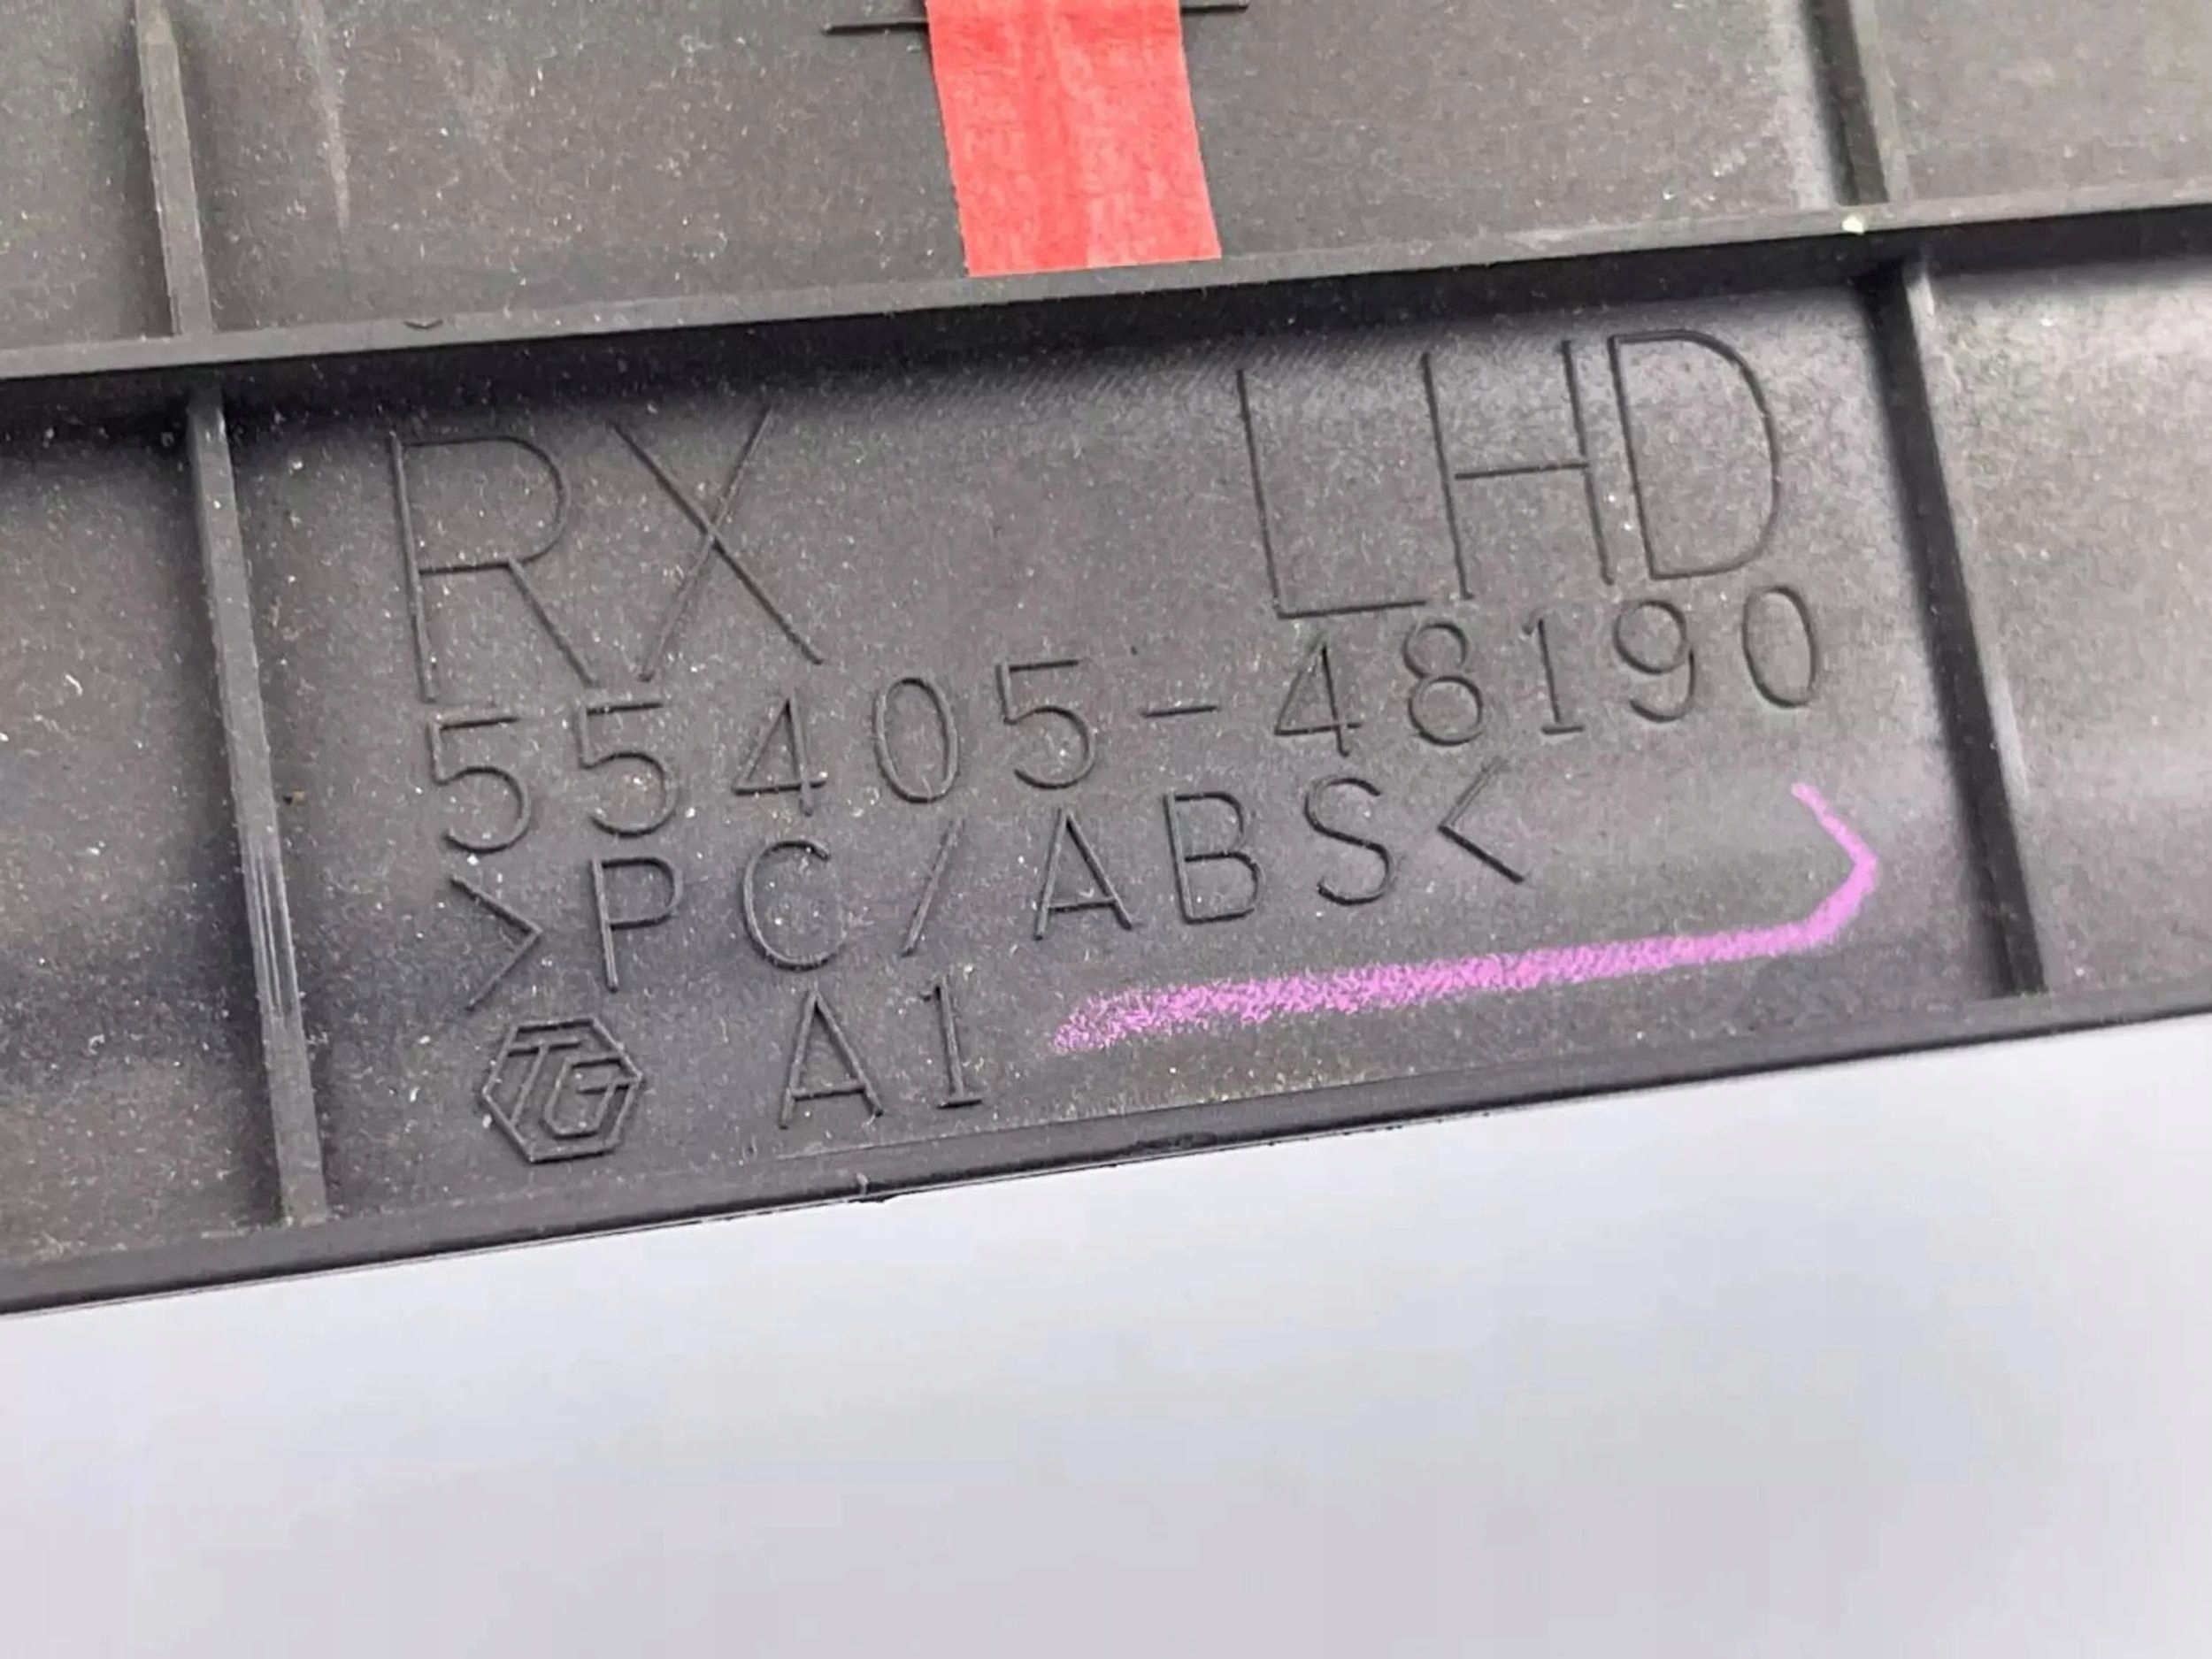 RX LHD
55405-48190
>PC/ABS<
TG A1